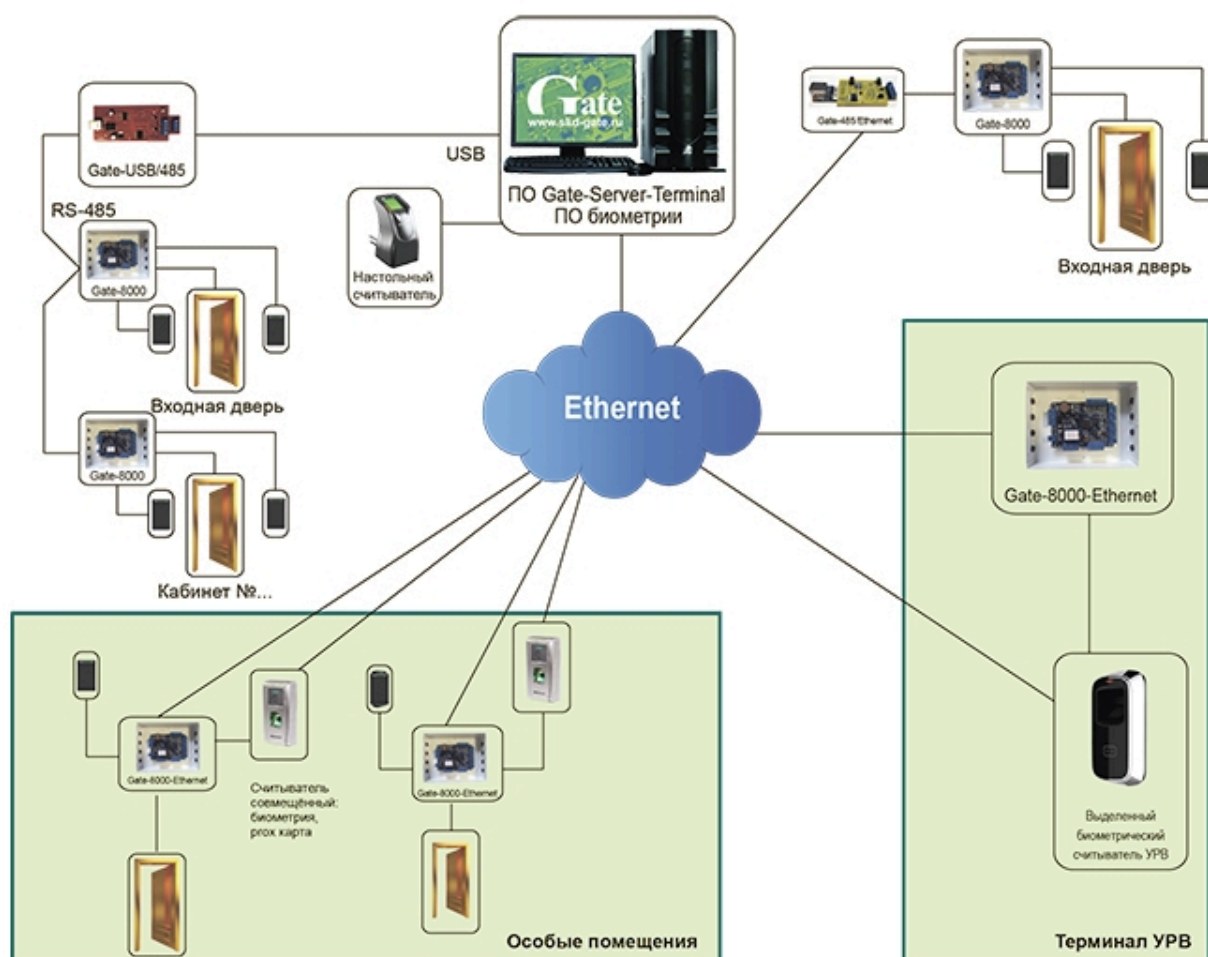 Gate
www.skd-gate.ru
Gate-USB/485
USB
ПО Gate-Server-Terminal
ПО биометрии
Gate-485/Ethernet
Gate-8000
Входная дверь
RS-485
Gate-8000
Входная дверь
Настольный
считыватель
Gate-8000
Кабинет №...
Ethernet
Gate-8000-Ethernet
Выделенный
биометрический
считыватель УРВ
Терминал УРВ
Gate-8000-Ethernet
Считыватель
совмещённый:
биометрия,
prox карта
Gate-8000-Ethernet
Особые помещения